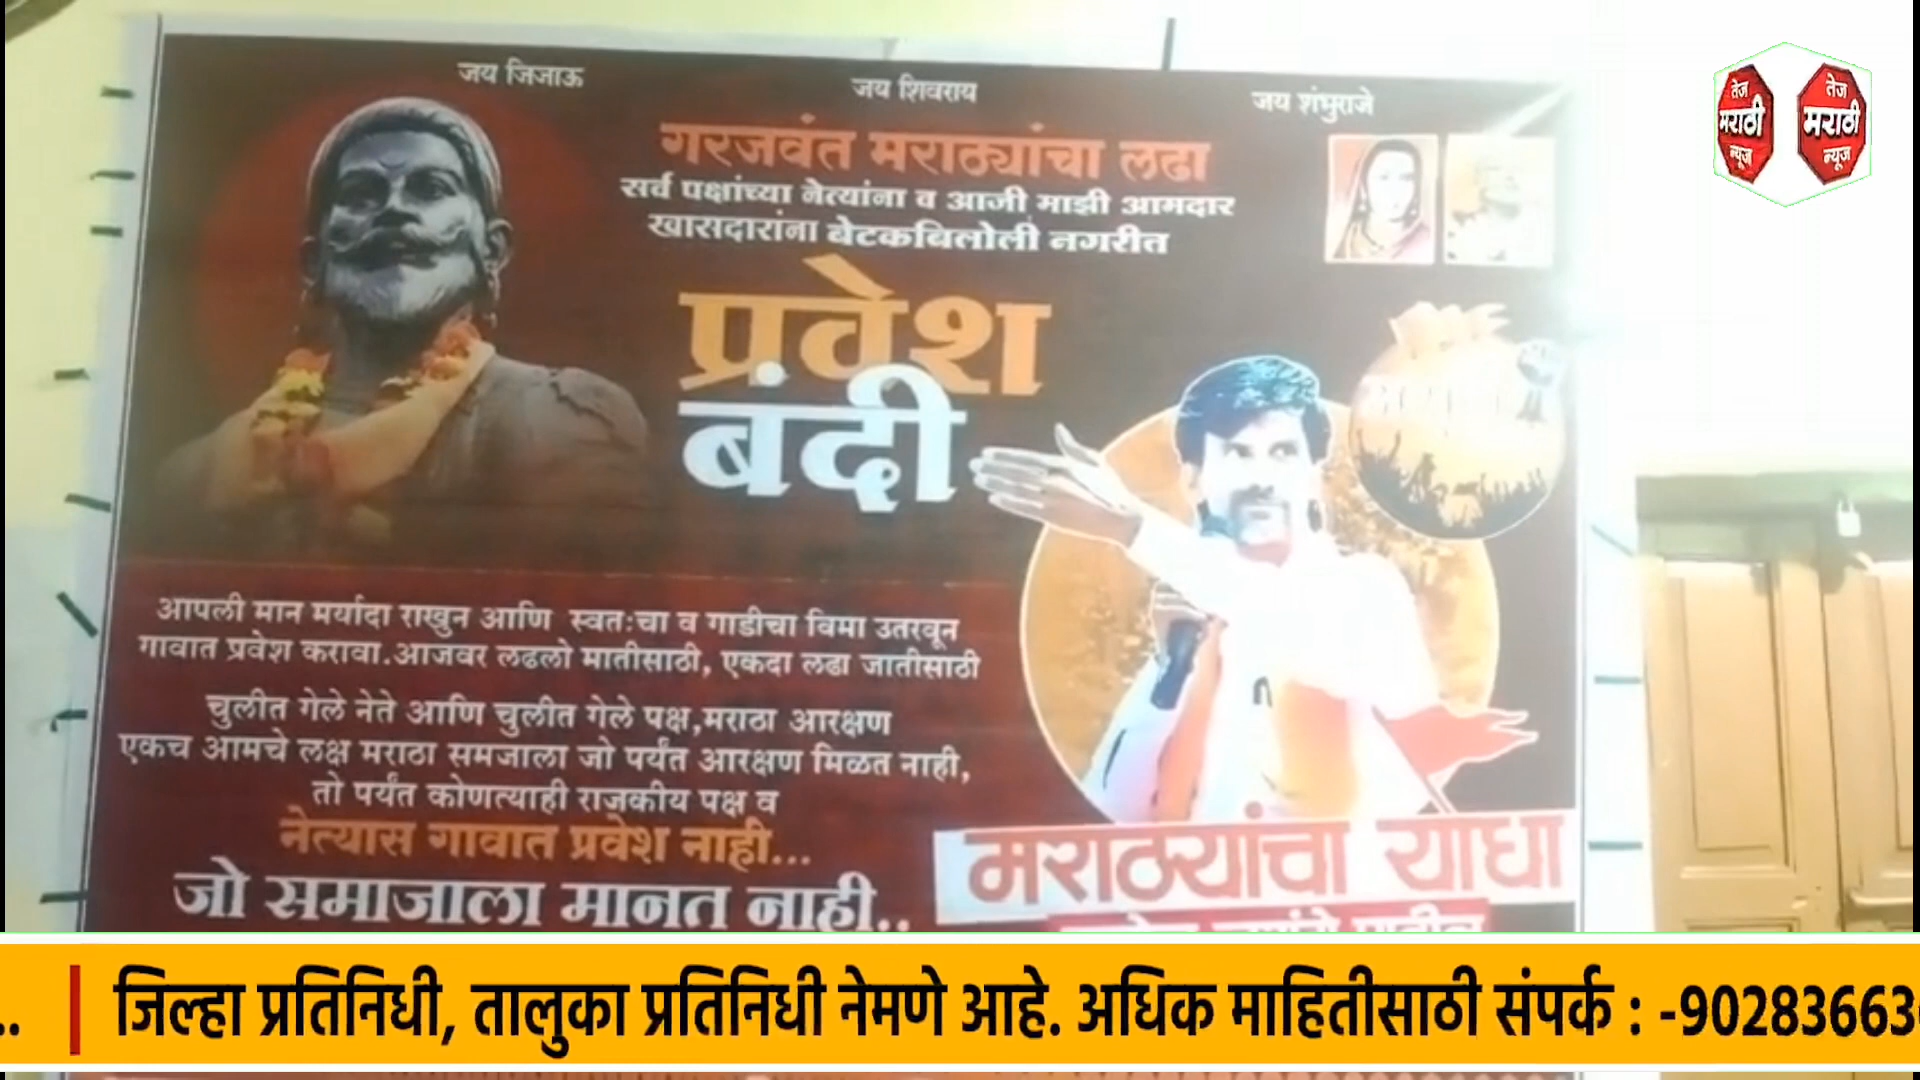 जय जिजाऊ
जय शिवराय
जय शंभुराजे
गरजवंत मराठ्यांचा लढा
सर्व पक्षांच्या नेत्यांना व आजी माझी आमदार
खासदारांना बेटकबिलोली नगरीत
प्रवेश
बंदी
आपली मान मर्यादा राखुन आणि स्वतःचा व गाडीचा विमा उतरवून
गावात प्रवेश करावा.आजवर लढलो मातीसाठी, एकदा लढा जातीसाठी
चुलीत गेले नेते आणि चुलीत गेले पक्ष,मराठा आरक्षण
एकच आमचे लक्ष मराठा समजाला जो पर्यंत आरक्षण मिळत नाही,
तो पर्यंत कोणत्याही राजकीय पक्ष व
नेत्यास गावात प्रवेश नाही...
जो समाजाला मानत नाही..
मराठयांचा याधा
तेज
मराठी
न्यूज
तेज
मराठी
न्यूज
.. | जिल्हा प्रतिनिधी, तालुका प्रतिनिधी नेमणे आहे. अधिक माहितीसाठी संपर्क : -90283663